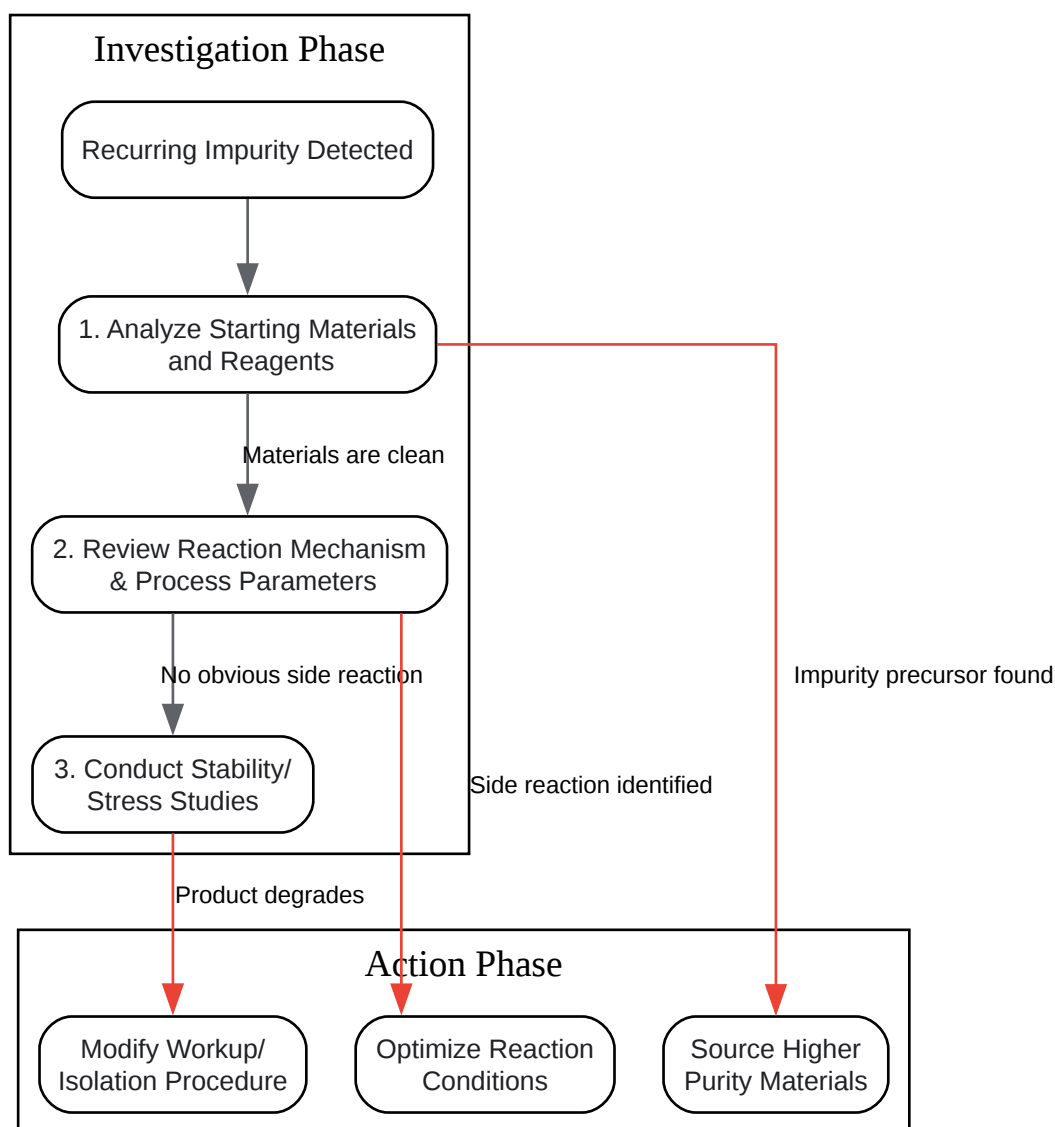 Investigation Phase
Recurring Impurity Detected
1. Analyze Starting Materials
and Reagents
Materials are clean
2. Review Reaction Mechanism
& Process Parameters
No obvious side reaction
Impurity precursor found
3. Conduct Stability/
Stress Studies
Side reaction identified
Product degrades
Action Phase
Modify Workup/
Isolation Procedure
Optimize Reaction
Conditions
Source Higher
Purity Materials